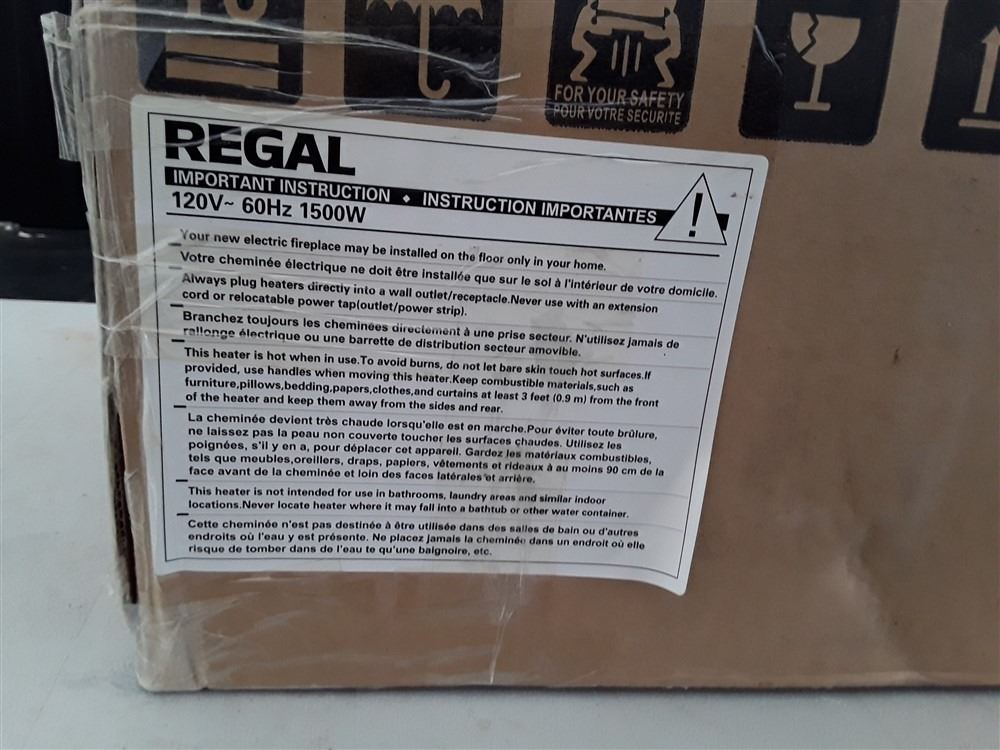 FOR YOUR SAFETY
POUR VOTRE SECURITE
REGAL
IMPORTANT INSTRUCTION ◆ INSTRUCTION IMPORTANTES
120V~ 60Hz 1500W
Your new electric fireplace may be installed on the floor only in your home.
Votre cheminée électrique ne doit être installée que sur le sol à l'intérieur de votre domicile.
Always plug heaters directly into a wall outlet/receptacle.Never use with an extension
cord or relocatable power tap(outlet/power strip).
Branchez toujours les cheminées directement à une prise secteur. N'utilisez jamais de
rallonge électrique ou une barrette de distribution secteur amovible.
This heater is hot when in use.To avoid burns, do not let bare skin touch hot surfaces.If
provided, use handles when moving this heater.Keep combustible materials,such as
furniture,pillows,bedding,papers,clothes,and curtains at least 3 feet (0.9 m) from the front
of the heater and keep them away from the sides and rear.
La cheminée devient très chaude lorsqu'elle est en marche.Pour éviter toute brûlure,
ne laissez pas la peau non couverte toucher les surfaces chaudes. Utilisez les
poignées, s'il y en a, pour déplacer cet appareil. Gardez les matériaux combustibles,
tels que meubles,oreillers, draps, papiers, vêtements et rideaux à au moins 90 cm de la
face avant de la cheminée et loin des faces latérales et arrière.
This heater is not intended for use in bathrooms, laundry areas and similar indoor
locations.Never locate heater where it may fall into a bathtub or other water container.
Cette cheminée n'est pas destinée à être utilisée dans des salles de bain ou d'autres
endroits où l'eau y est présente. Ne placez jamais la cheminée dans un endroit où elle
risque de tomber dans de l'eau te qu'une baignoire, etc.